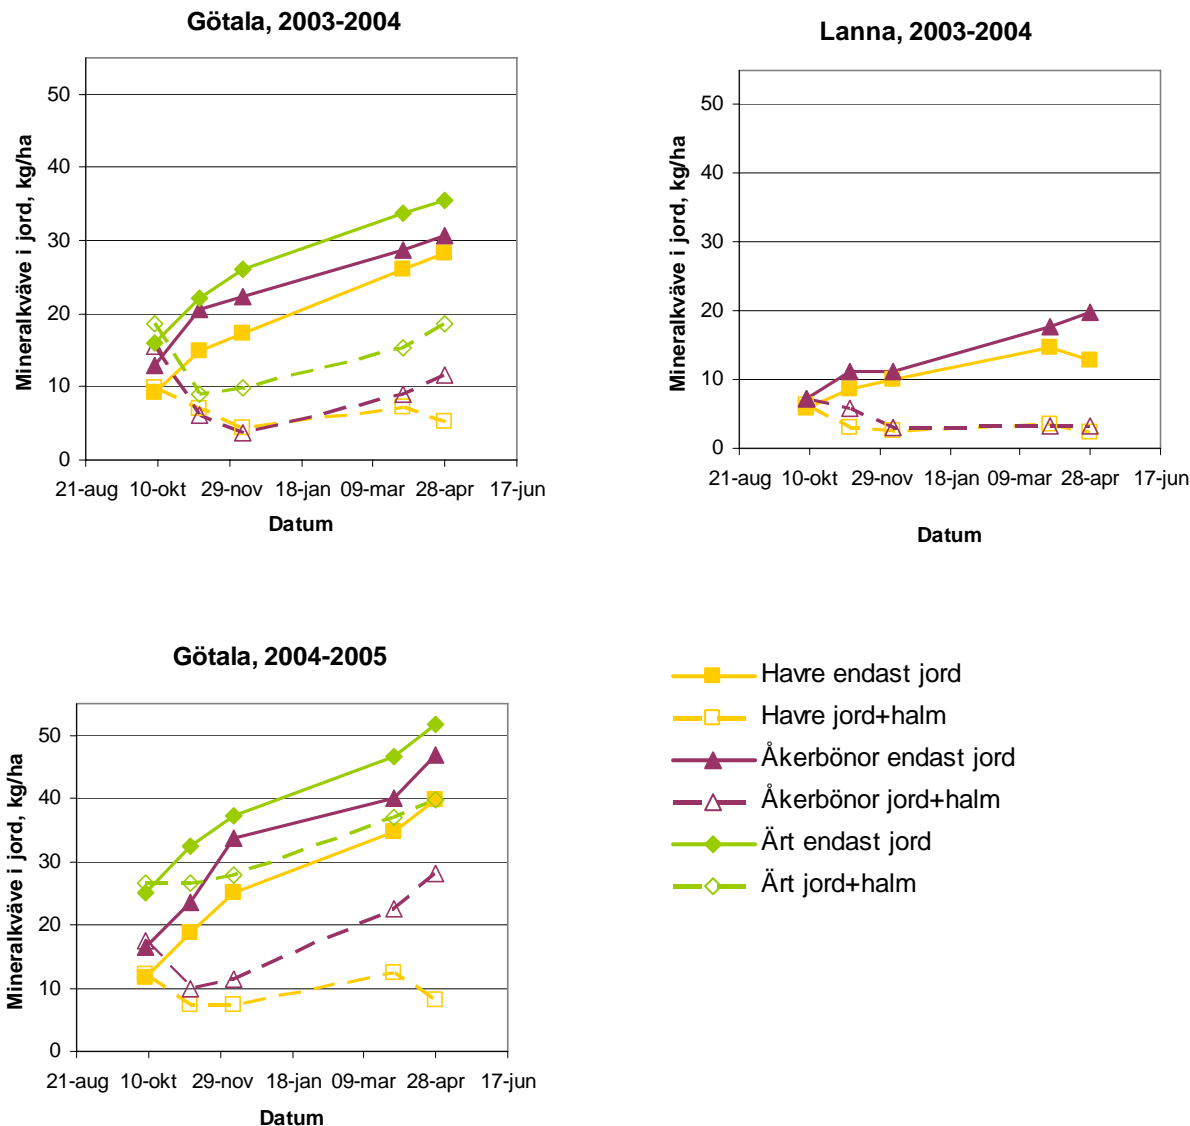 Götala, 2003-2004
Mineralkväve i jord, kg/ha
50
40
30
20
10
0
21-aug 10-okt 29-nov 18-jan 09-mar 28-apr 17-jun
Datum
Lanna, 2003-2004
Mineralkväve i jord, kg/ha
50
40
30
20
10
0
21-aug 10-okt 29-nov 18-jan 09-mar 28-apr 17-jun
Datum
Götala, 2004-2005
Mineralkväve i jord, kg/ha
50
40
30
20
10
0
21-aug 10-okt 29-nov 18-jan 09-mar 28-apr 17-jun
Datum
Havre endast jord
Havre jord+halm
Åkerbönor endast jord
Åkerbönor jord+halm
Ärt endast jord
Ärt jord+halm